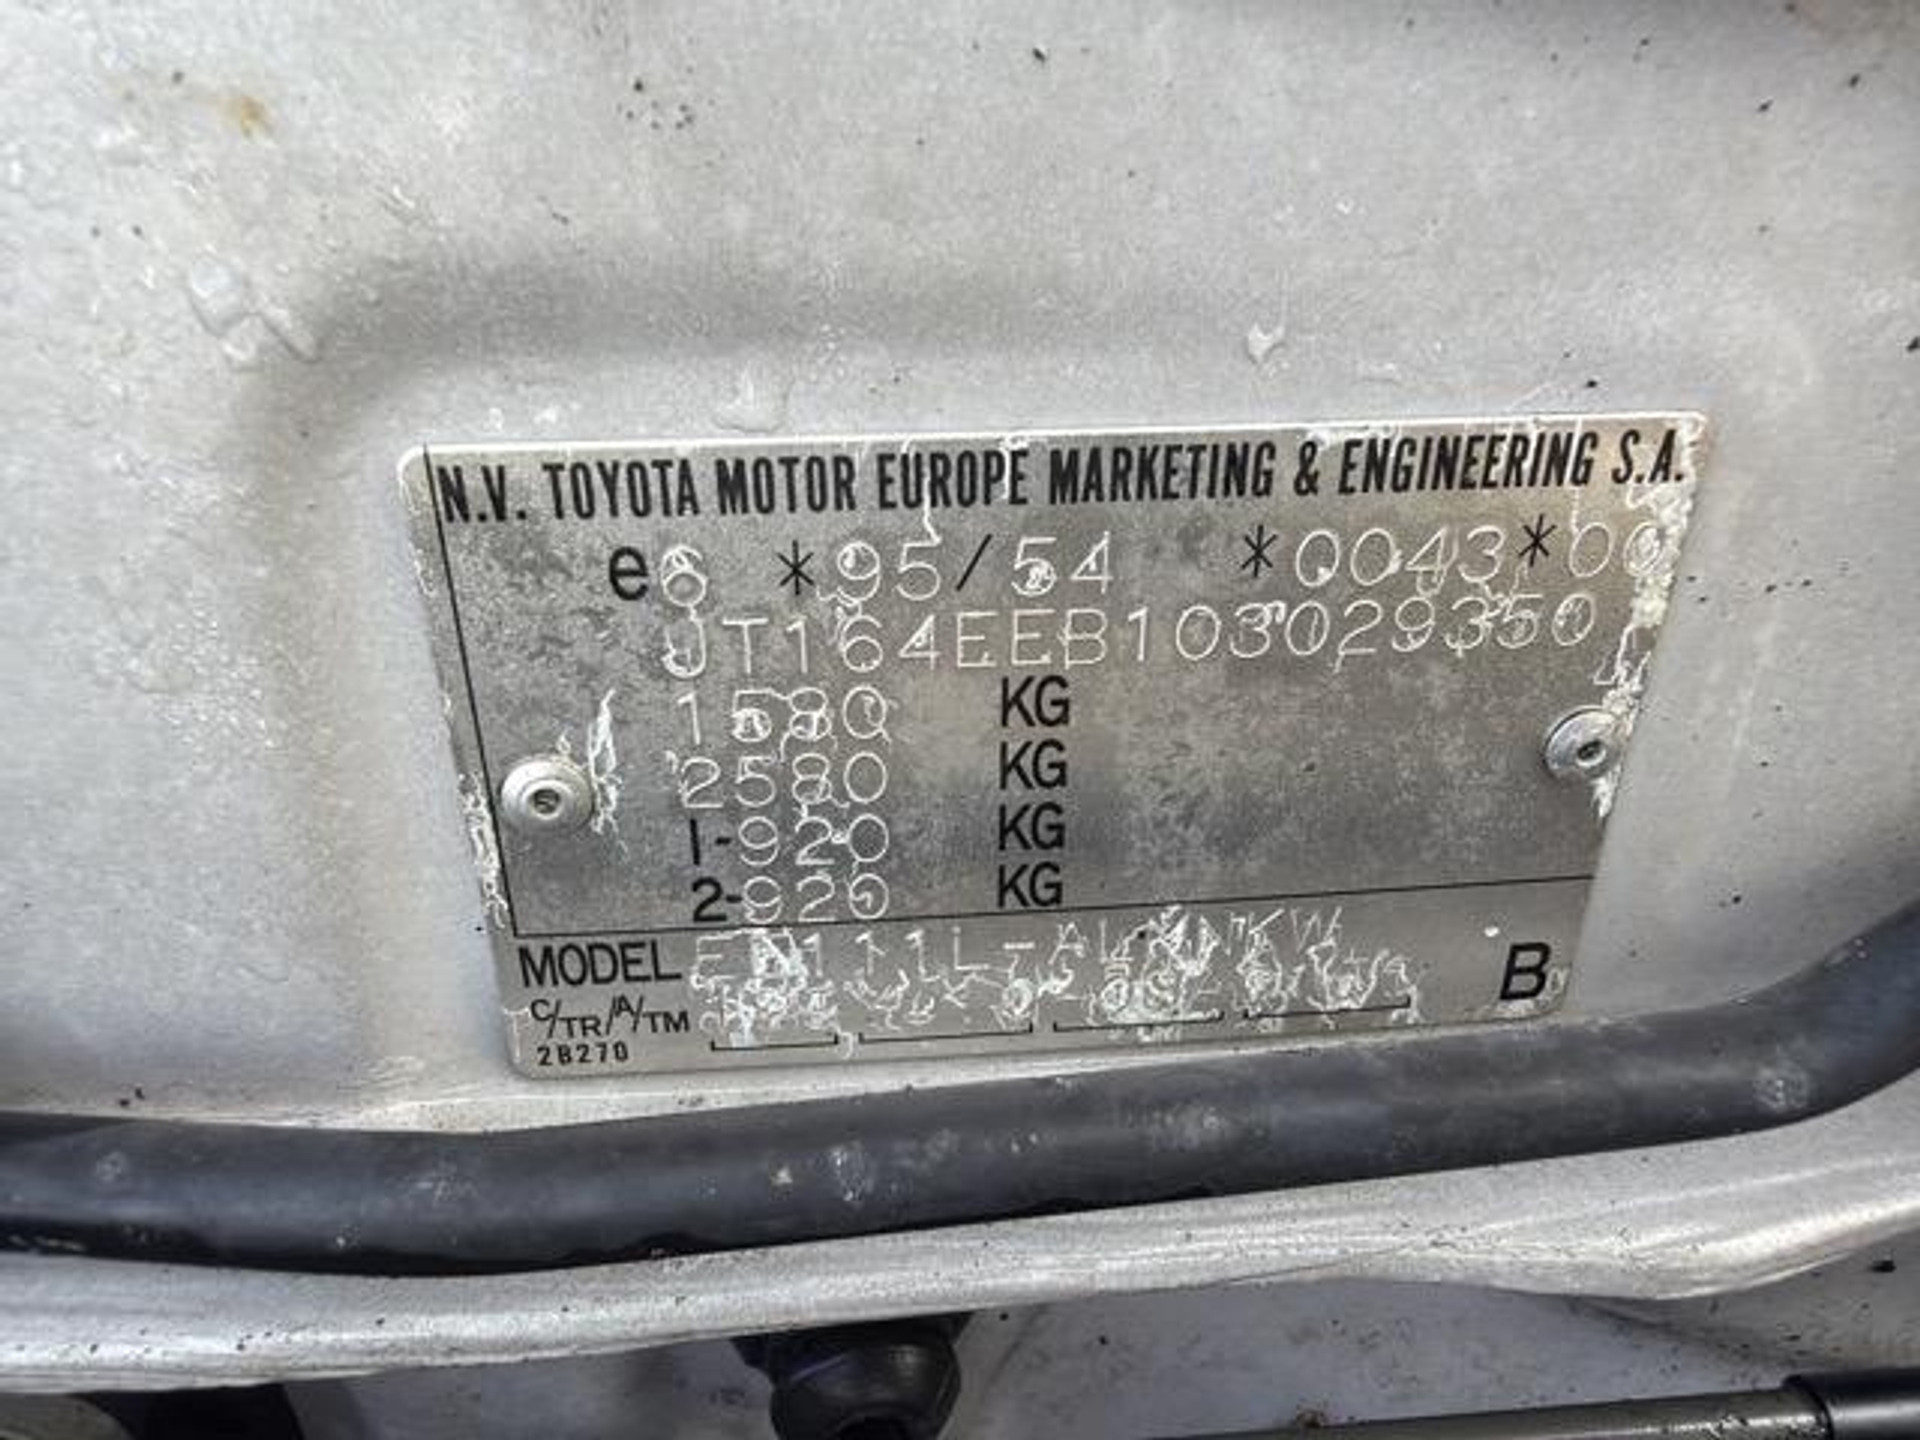 N.V. TOYOTA MOTOR EUROPE MARKETING & ENGINEERING S.A.
e6 *95/54 *0043*00
JT164EEB103029350
1580 KG
2580 KG
1-920 KG
2-920 KG
MODEL B
C/TR/A/TM
2B270